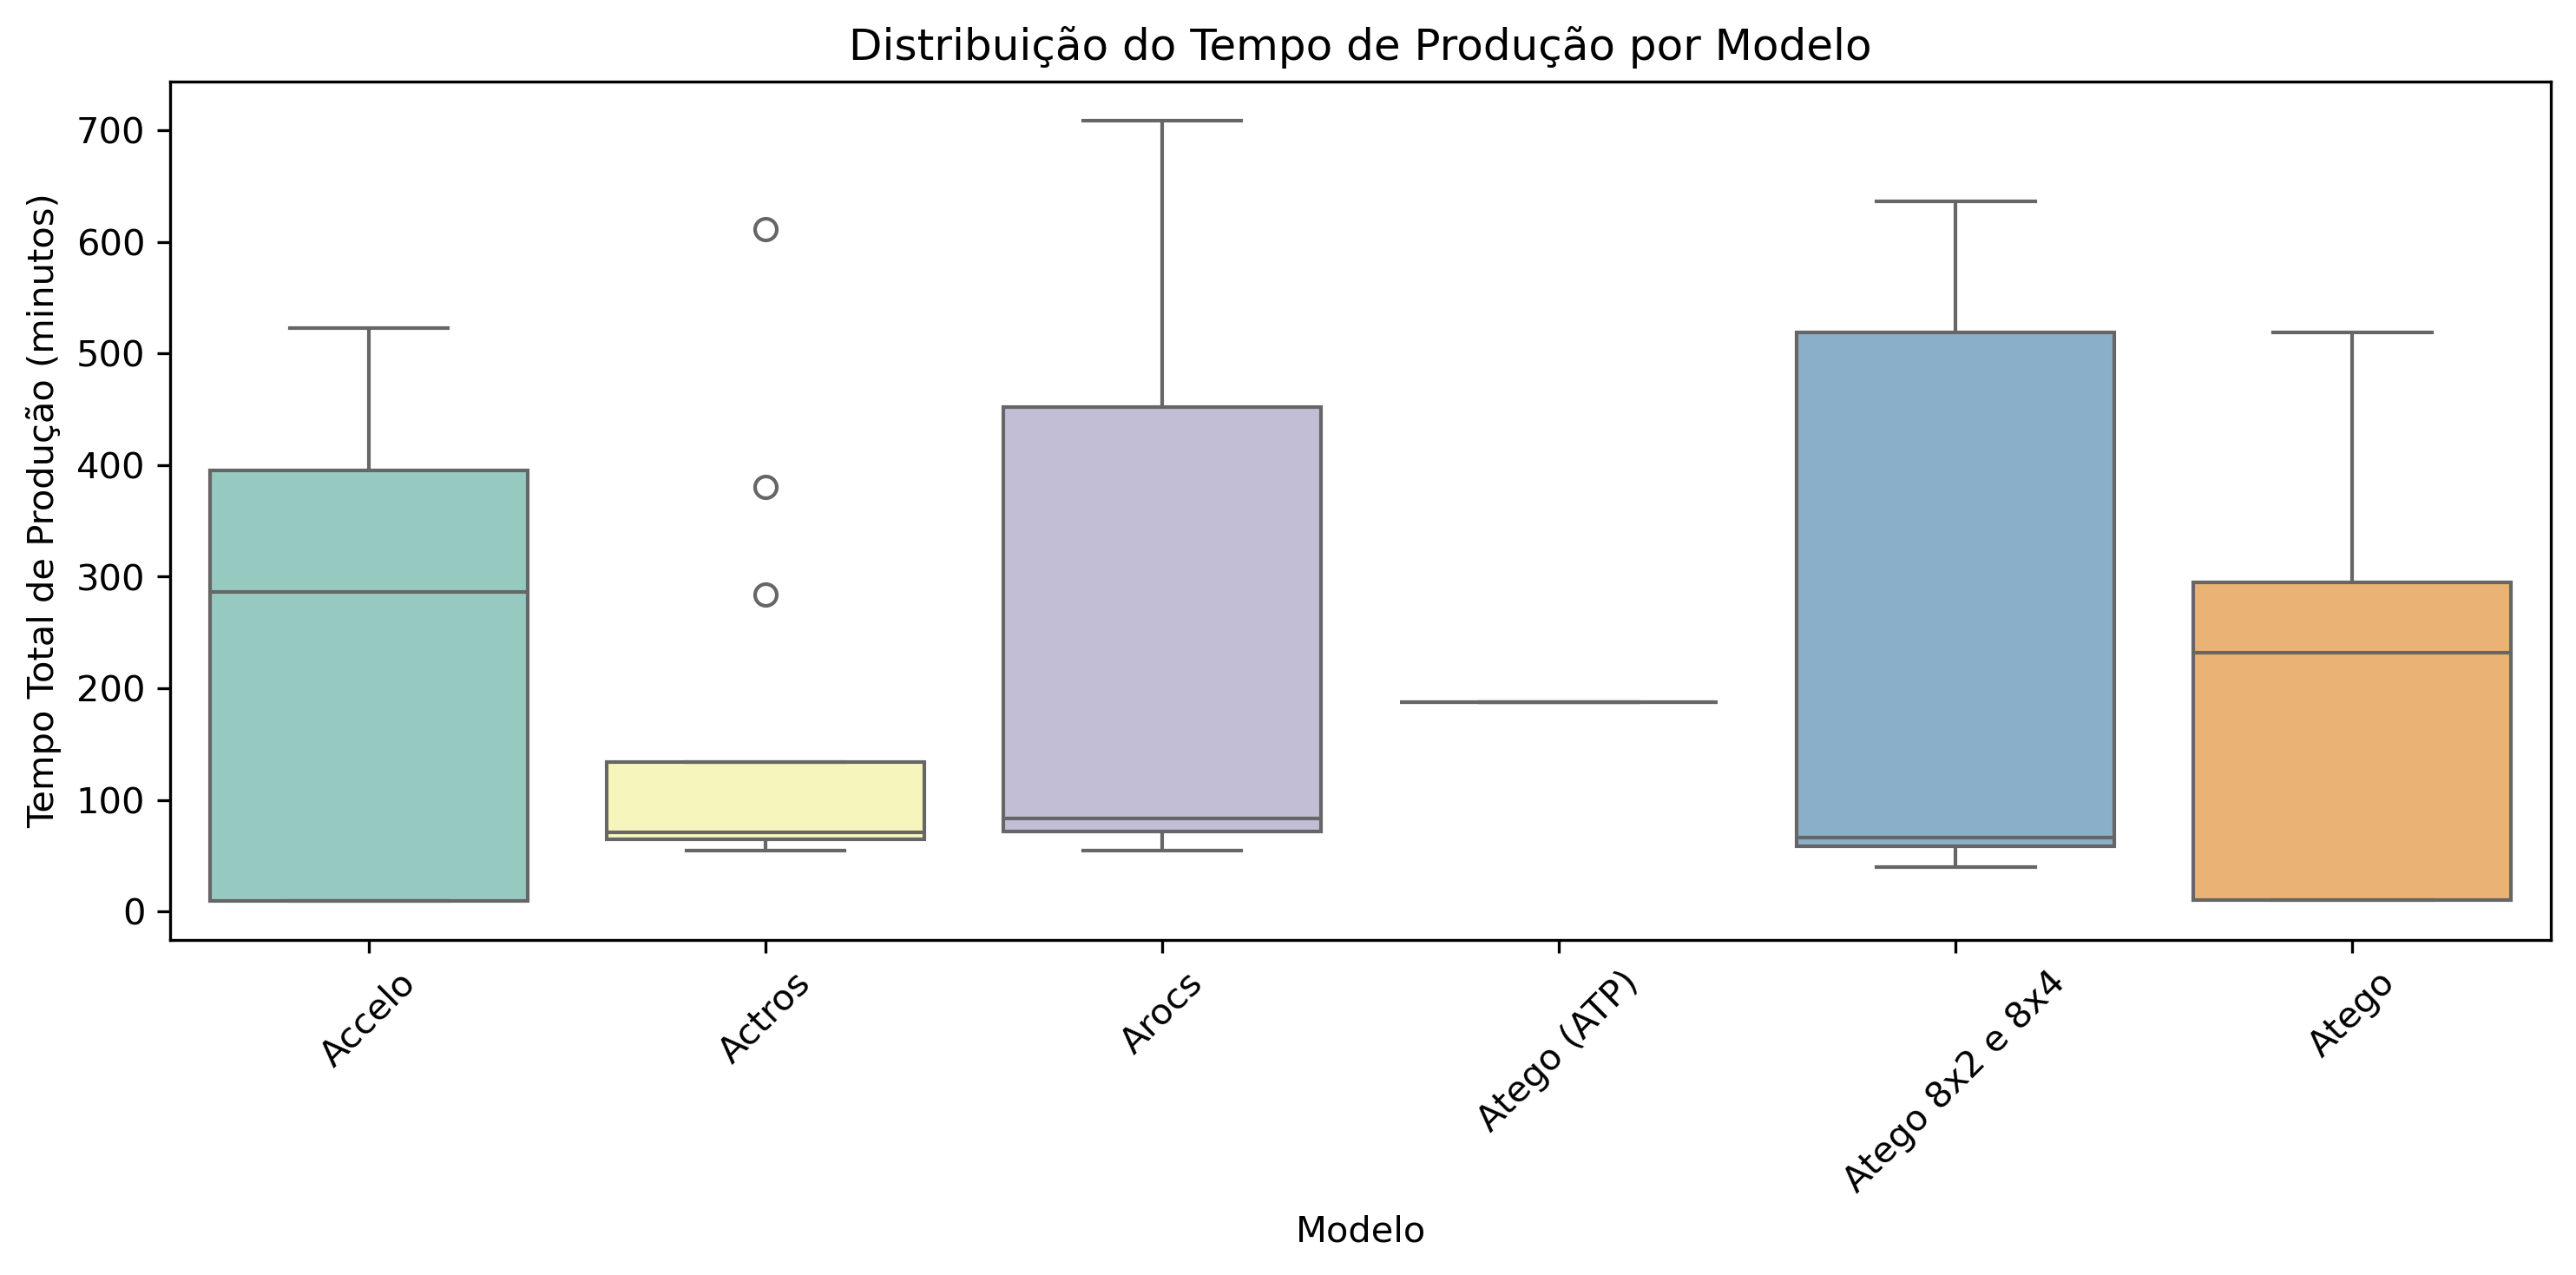 Distribuição do Tempo de Produção por Modelo
Tempo Total de Produção (minutos)
700
600
500
400
300
200
100
0
Accelo
Actros
Arocs
Atego (ATP)
Atego 8x2 e 8x4
Atego
Modelo